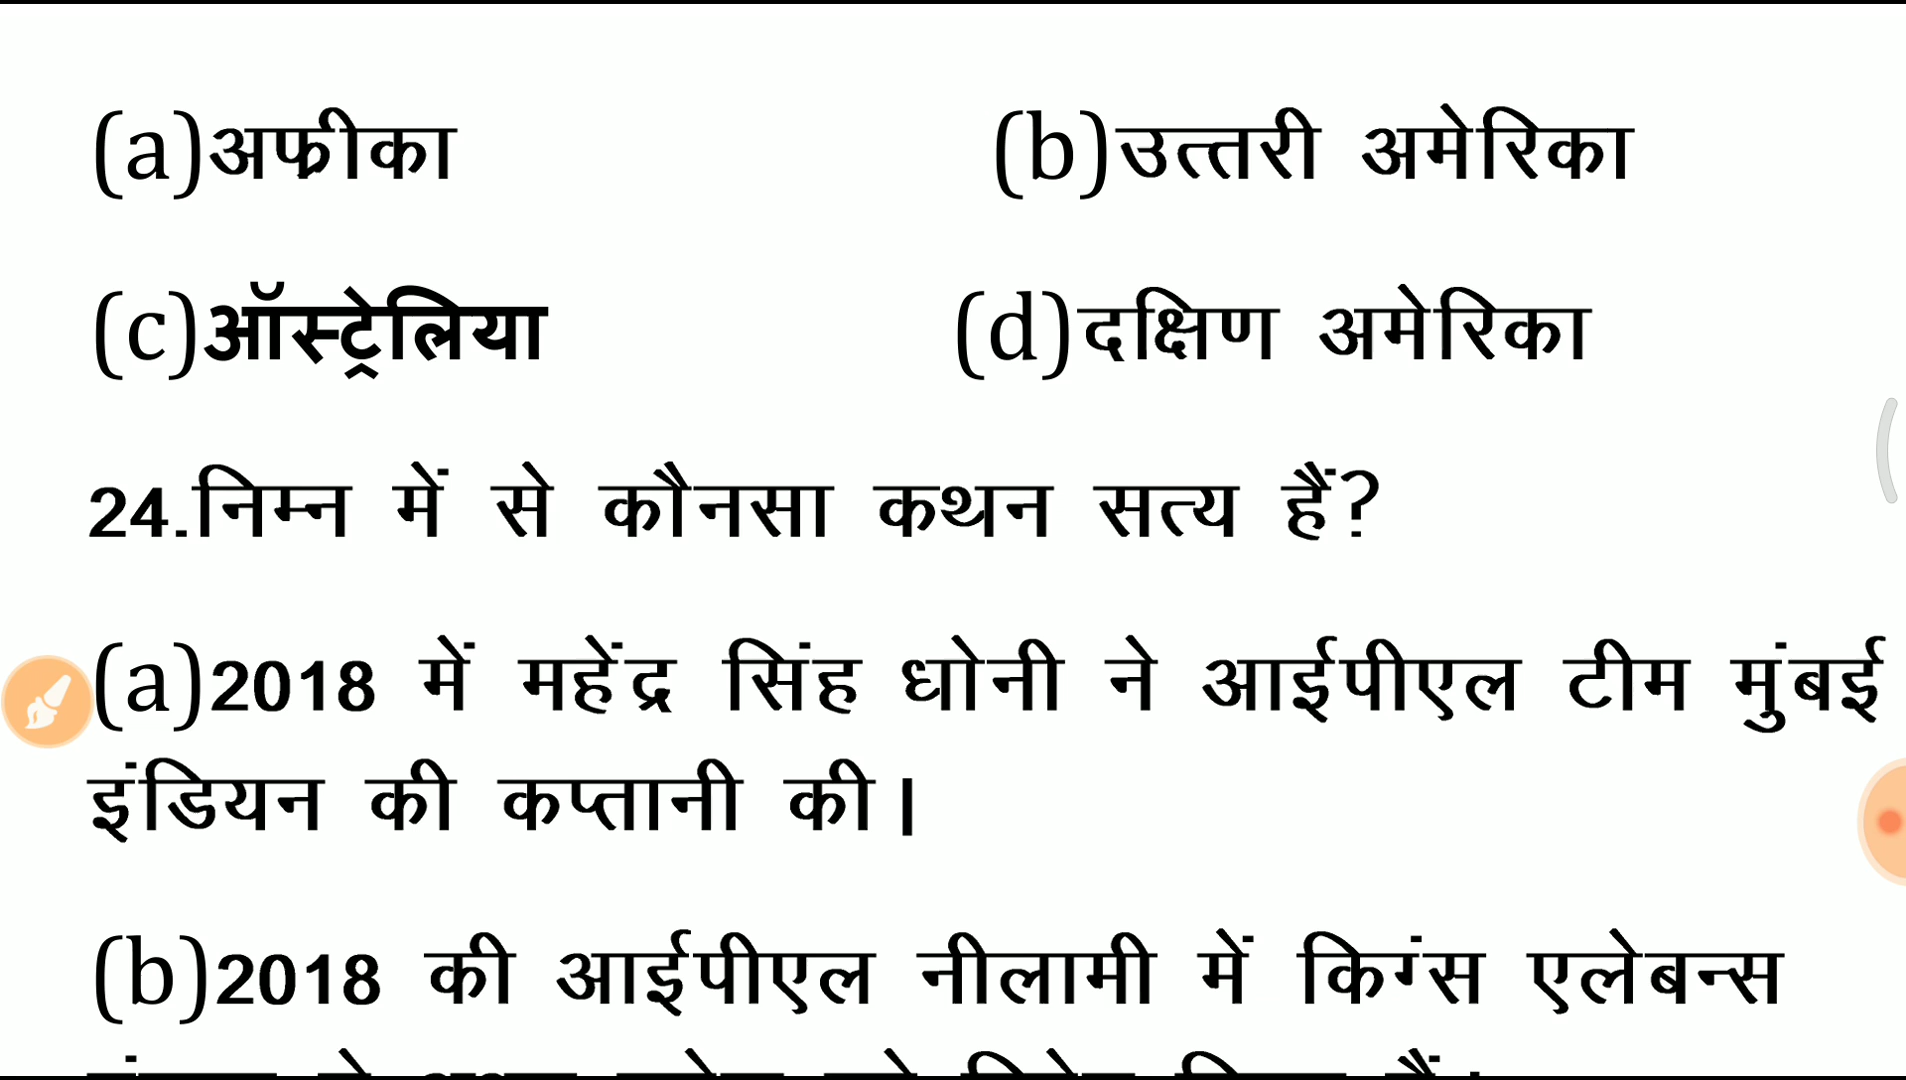 (a)अफ्रीका (b)उत्तरी अमेरिका
(c)ऑस्ट्रेलिया (d)दक्षिण अमेरिका
24.निम्न में से कौनसा कथन सत्य हैं?
(a)2018 में महेंद्र सिंह धोनी ने आईपीएल टीम मुंबई
इंडियन की कप्तानी की।
(b)2018 की आईपीएल नीलामी में किगंस एलेबन्स